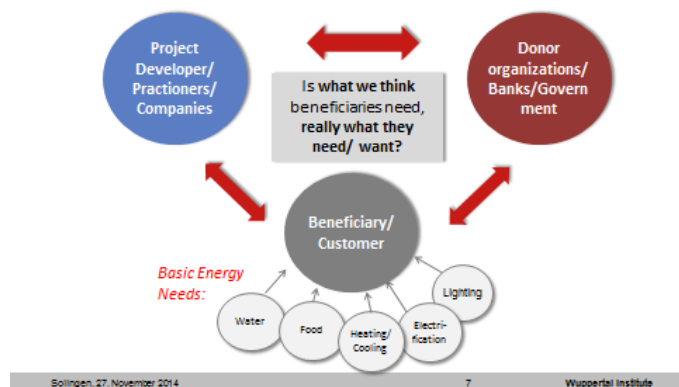 Project
Developer/
Practioners/
Companies
Donor
organizations/
Banks/Govern
ment
Is what we think
beneficiaries need,
really what they
need/ want?
Beneficiary/
Customer
Basic Energy
Needs:
Water
Food
Heating/
Cooling
Electri-
fication
Lighting
Solingen, 27. November 2014
7
Wuppertal Institute